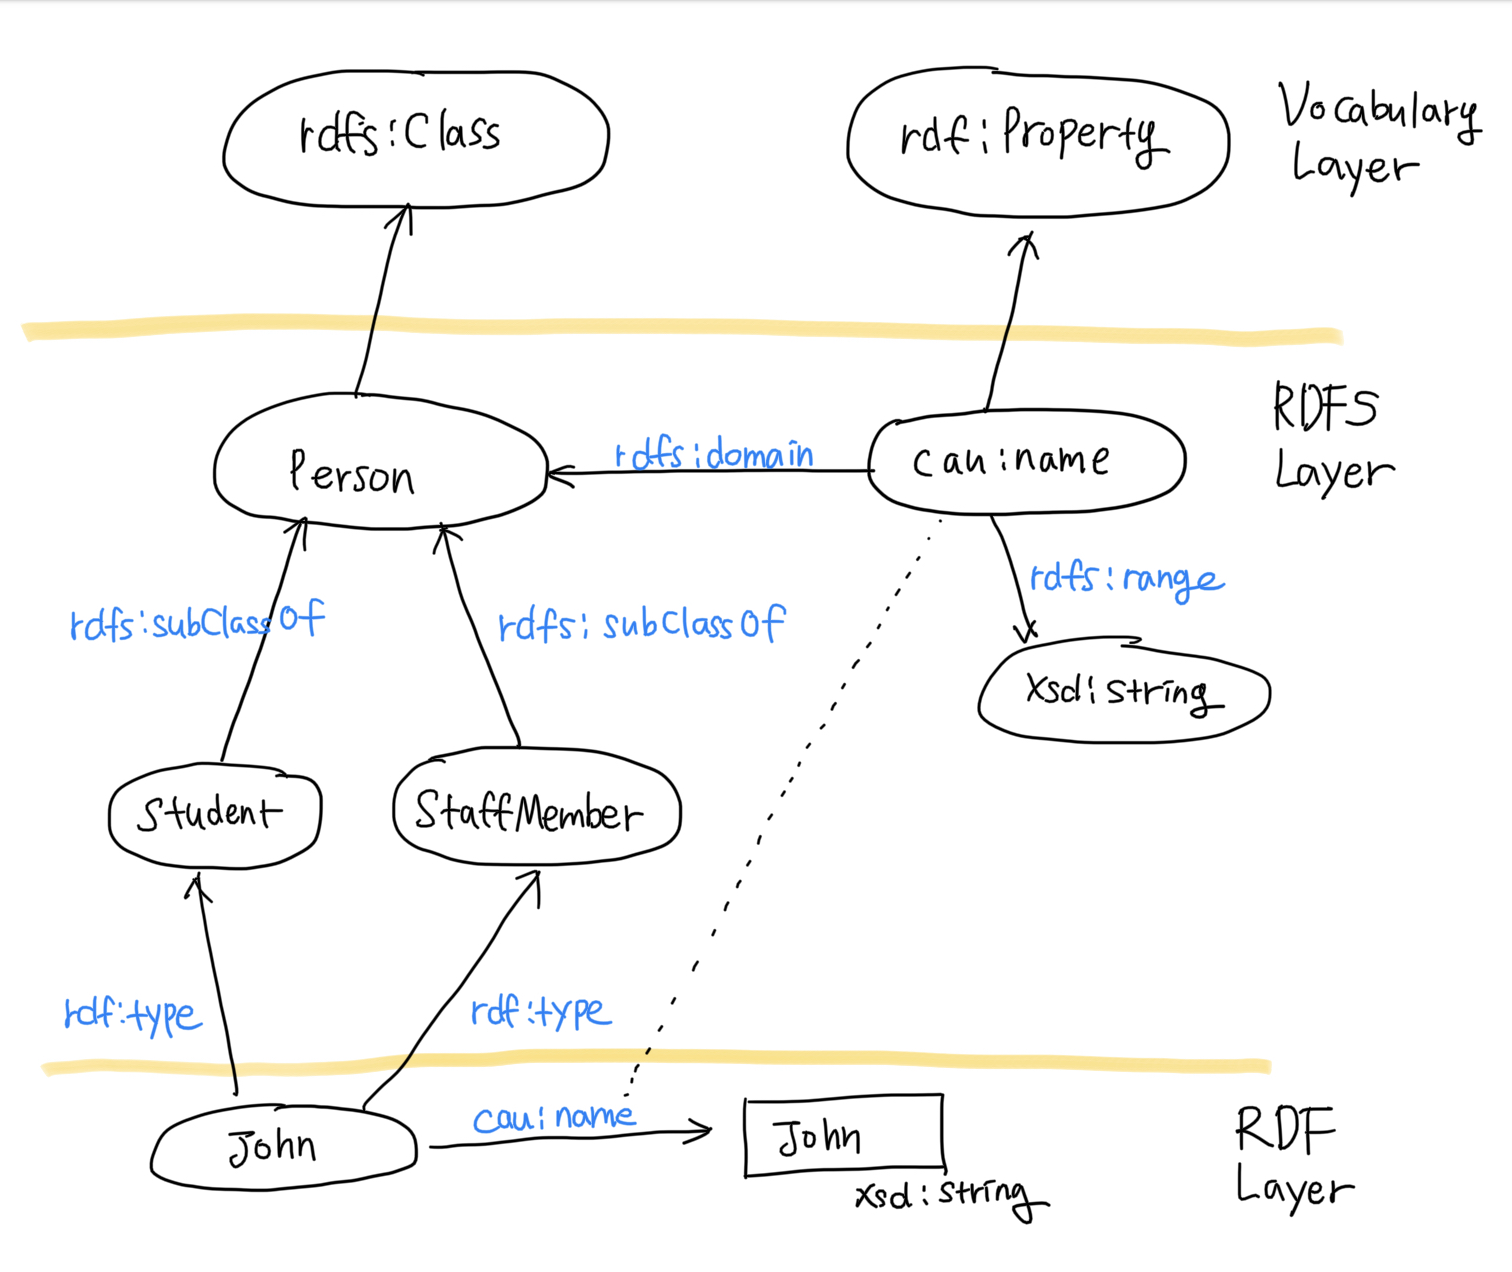 rdfs:Class
rdf:Property
Vocabulary
Layer
RDFS
Layer
Person
rdfs:domain
cau:name
rdfs:range
xsd:string
rdfs:subClassOf
rdfs:subClassOf
Student
StaffMember
rdf:type
rdf:type
John
cau:name
John
xsd:string
RDF
Layer